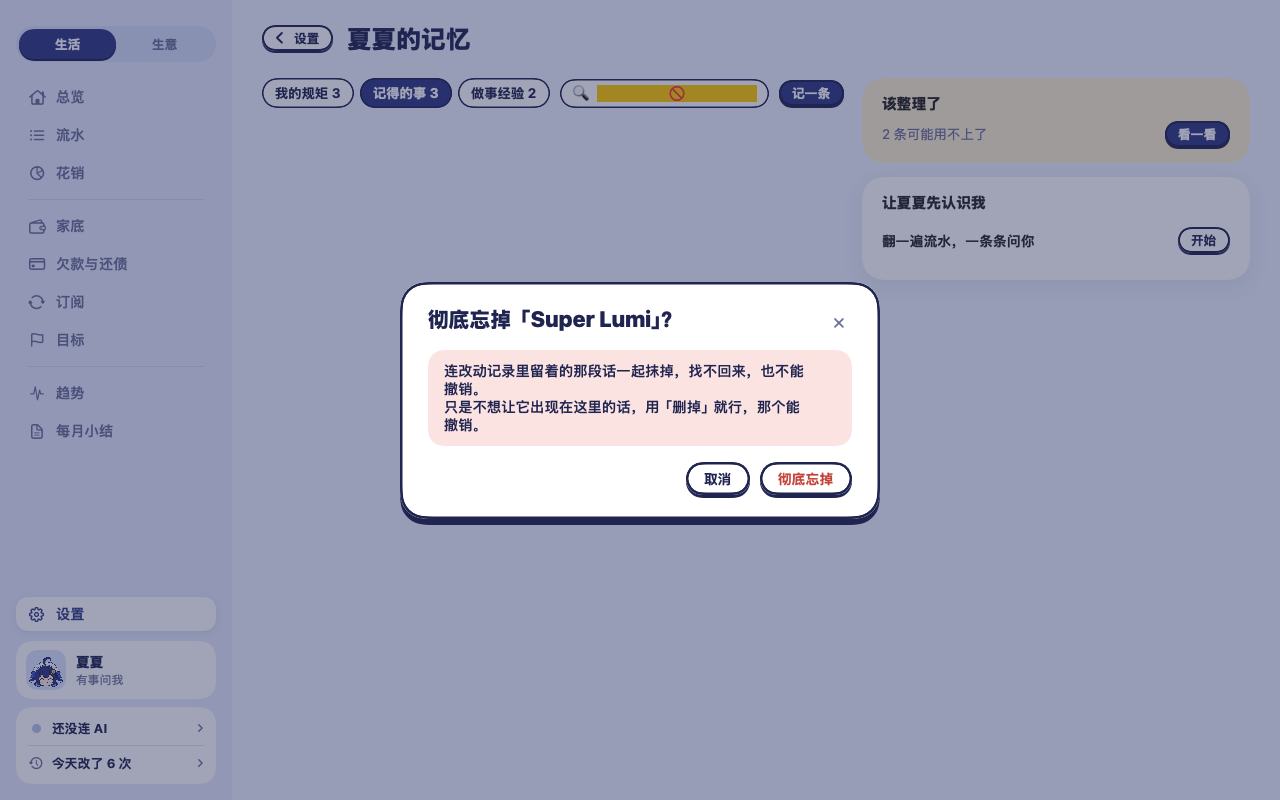 生活
生意
总览
流水
花销
家底
欠款与还债
订阅
目标
趋势
每月小结
设置
夏夏
有事问我
还没连 AI
今天改了 6 次
设置
夏夏的记忆
我的规矩 3
记得的事 3
做事经验 2
记一条
该整理了
2 条可能用不上了
看一看
让夏夏先认识我
翻一遍流水，一条条问你
开始
彻底忘掉「Super Lumi」？
连改动记录里留着的那段话一起抹掉，找不回来，也不能
撤销。
只是不想让它出现在这里的话，用「删掉」就行，那个能
撤销。
取消
彻底忘掉